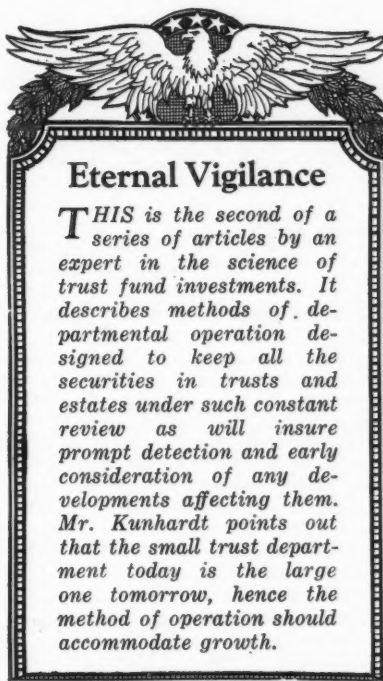 Eternal Vigilance
THIS is the second of a
series of articles by an
expert in the science of
trust fund investments. It
describes methods of de-
partmental operation de-
signed to keep all the
securities in trusts and
estates under such constant
review as will insure
prompt detection and early
consideration of any de-
velopments affecting them.
Mr. Kunhardt points out
that the small trust depart-
ment today is the large
one tomorrow, hence the
method of operation should
accommodate growth.